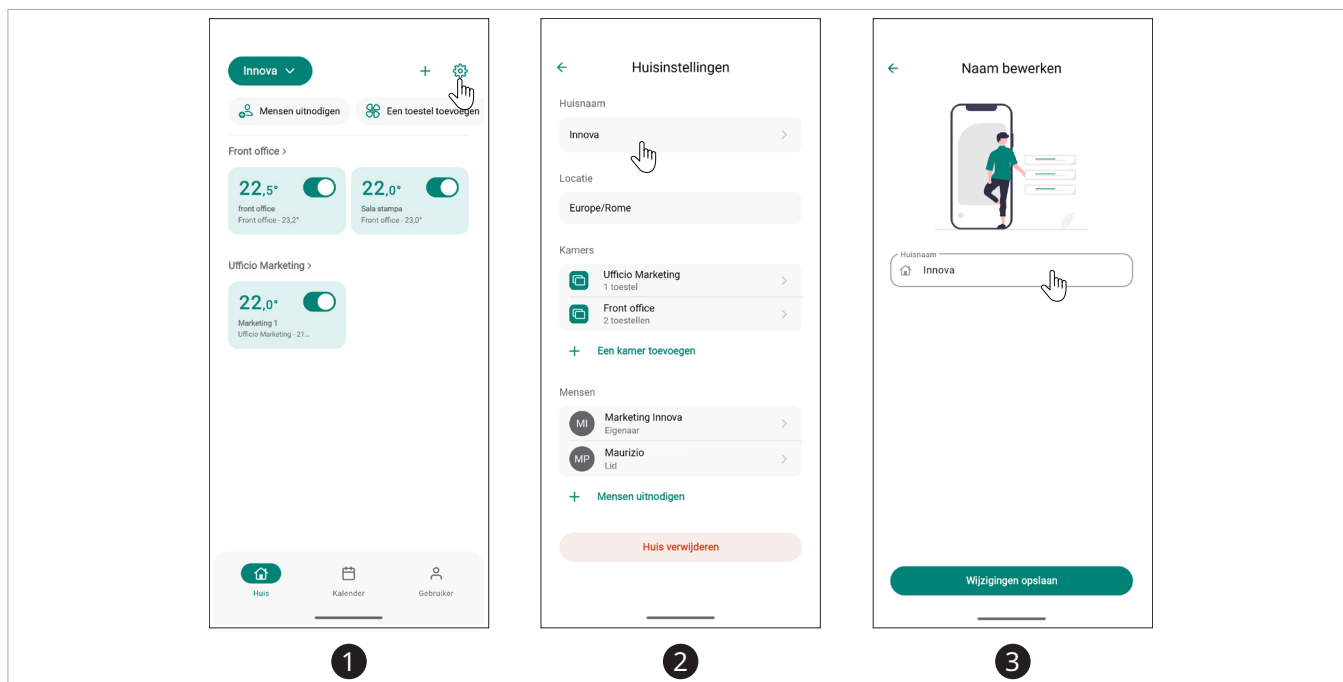 Innova
Mensen uitnodigen
Een toestel toevoegen
Front office >
22,5°
front office
Front office - 23,2°
22,0°
Sala stampa
Front office - 23,0°
Ufficio Marketing >
22,0°
Marketing 1
Ufficio Marketing - 21...
Huis
Kalender
Gebruiker
1
Huisinstellingen
Huisnaam
Innova
Locatie
Europe/Rome
Kamers
Ufficio Marketing
1 toestel
Front office
2 toestellen
+ Een kamer toevoegen
Mensen
MI
Marketing Innova
Eigenaar
MP
Maurizio
Lid
+ Mensen uitnodigen
Huis verwijderen
2
Naam bewerken
Huisnaam
Innova
Wijzigingen opslaan
3